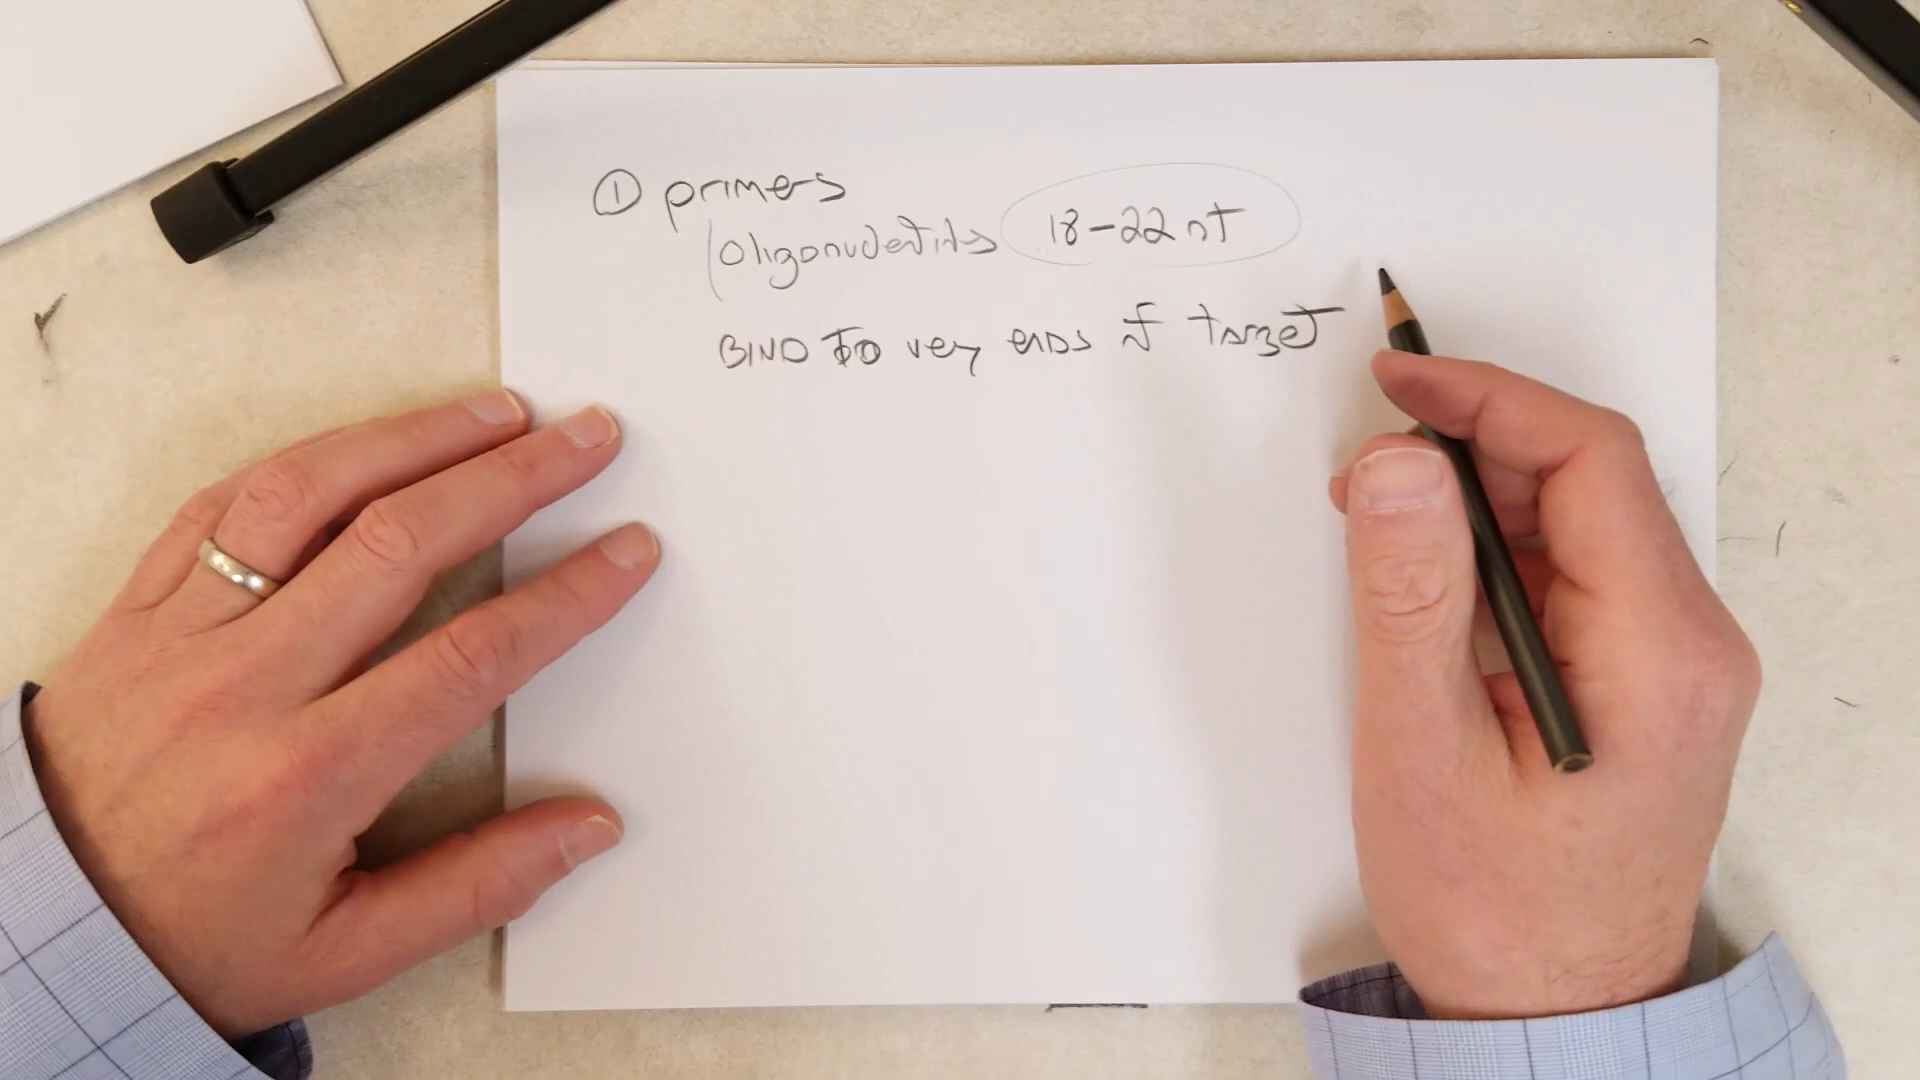 ① primers
oligonucleotides 18-22 nt
BIND to very ends of target